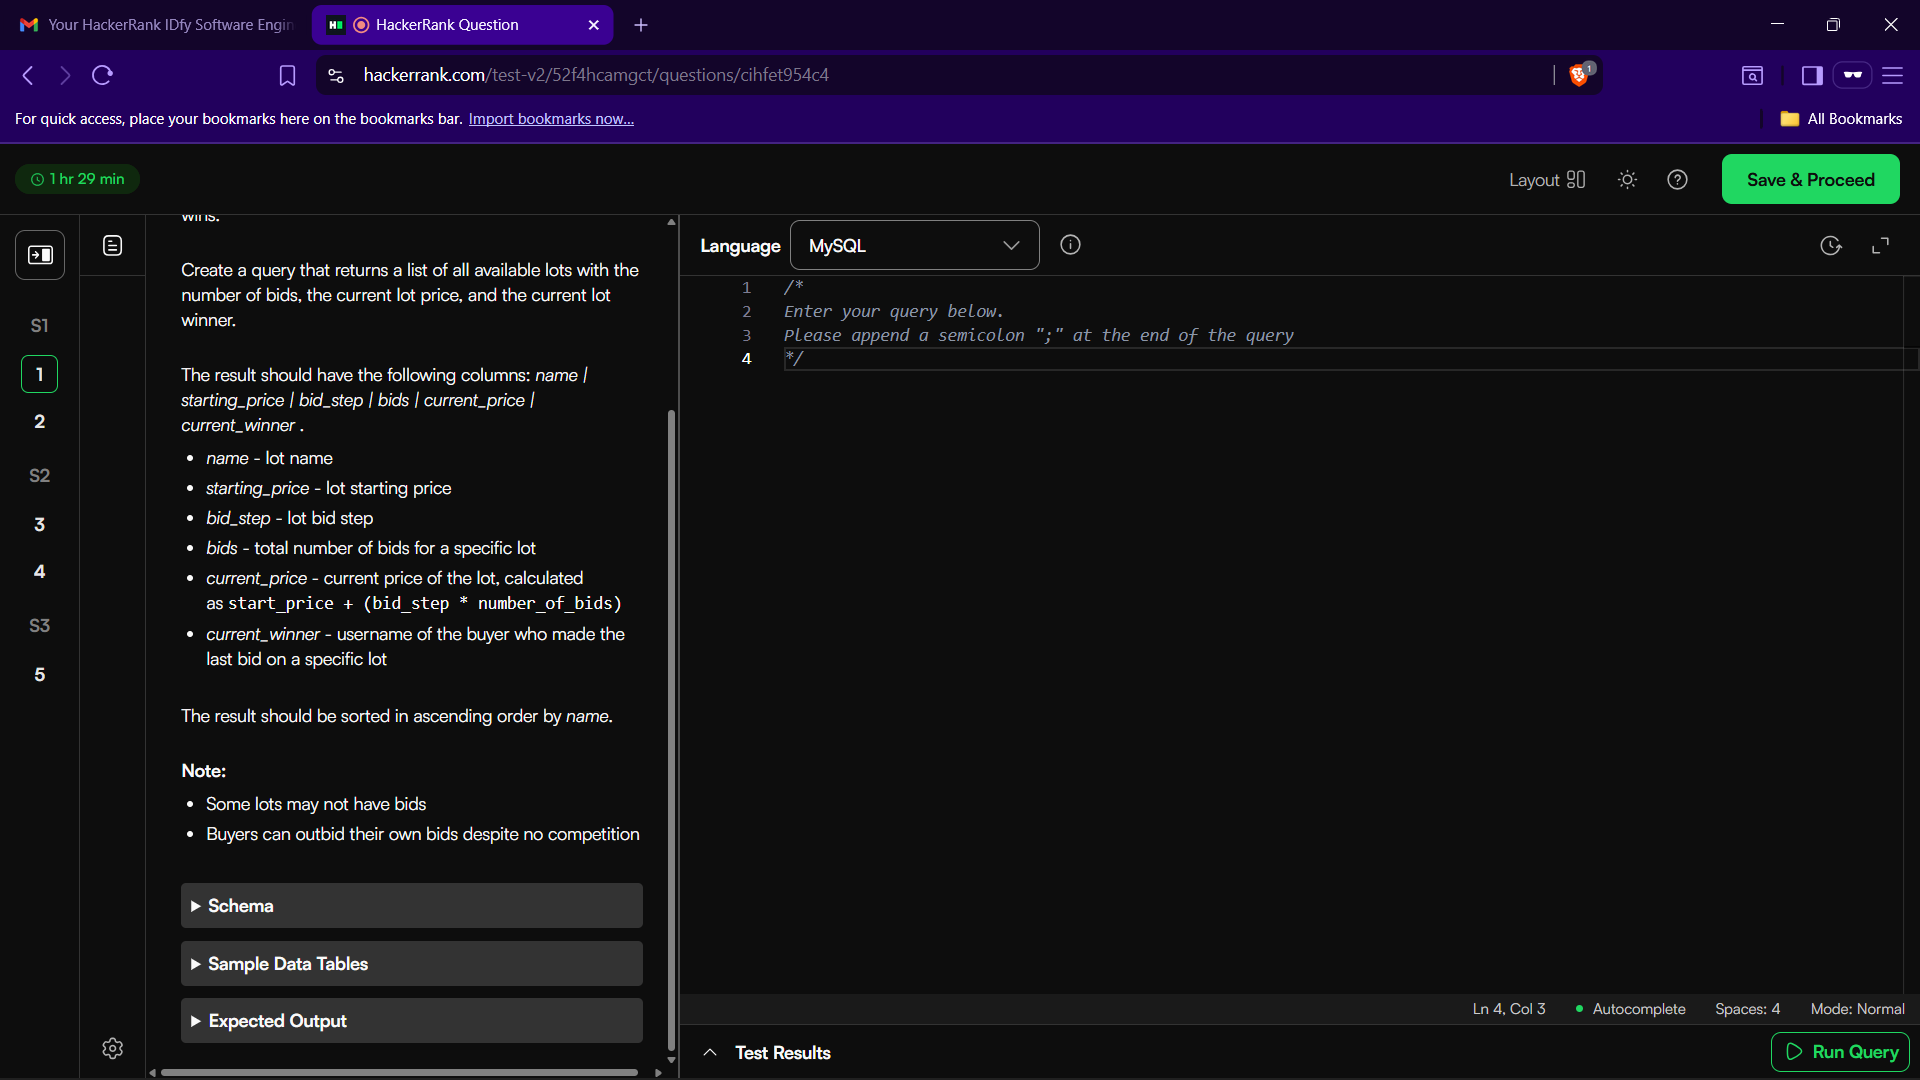 Your HackerRank IDfy Software Engin
HackerRank Question
hackerrank.com/test-v2/52f4hcamgct/questions/cihfet954c4
1
For quick access, place your bookmarks here on the bookmarks bar. Import bookmarks now...
All Bookmarks
1 hr 29 min
Layout
Save & Proceed
S1
1
2
S2
3
4
S3
5
wins.
Create a query that returns a list of all available lots with the
number of bids, the current lot price, and the current lot
winner.
The result should have the following columns: name |
starting_price | bid_step | bids | current_price |
current_winner .
• name - lot name
• starting_price - lot starting price
• bid_step - lot bid step
• bids - total number of bids for a specific lot
• current_price - current price of the lot, calculated
as start_price + (bid_step * number_of_bids)
• current_winner - username of the buyer who made the
last bid on a specific lot
The result should be sorted in ascending order by name.
Note:
• Some lots may not have bids
• Buyers can outbid their own bids despite no competition
Schema
Sample Data Tables
Expected Output
Language
MySQL
1 /*
2 Enter your query below.
3 Please append a semicolon ";" at the end of the query
4 */
Ln 4, Col 3
Autocomplete
Spaces: 4
Mode: Normal
Test Results
Run Query